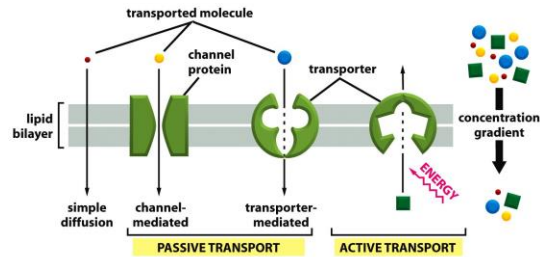 transported molecule
channel
protein
transporter
lipid
bilayer
concentration
gradient
ENERGY
simple
diffusion
channel-
mediated
transporter-
mediated
PASSIVE TRANSPORT
ACTIVE TRANSPORT